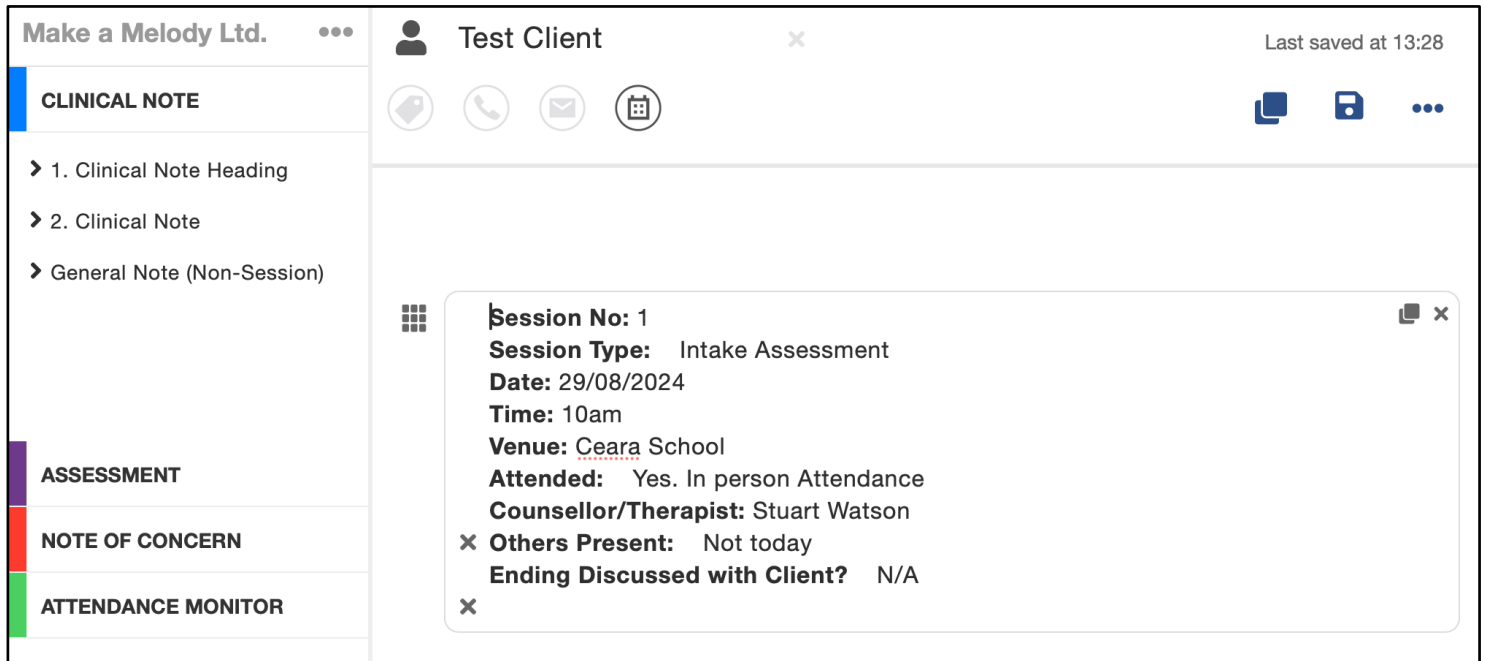 Make a Melody Ltd.
CLINICAL NOTE
1. Clinical Note Heading
2. Clinical Note
General Note (Non-Session)
ASSESSMENT
NOTE OF CONCERN
ATTENDANCE MONITOR
Test Client
Last saved at 13:28
Session No: 1
Session Type: Intake Assessment
Date: 29/08/2024
Time: 10am
Venue: Ceara School
Attended: Yes. In person Attendance
Counsellor/Therapist: Stuart Watson
Others Present: Not today
Ending Discussed with Client? N/A